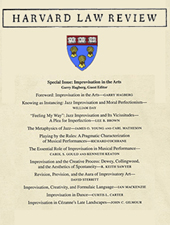 HARVARD LAW REVIEW
Special Issue: Improvisation in the Arts
Garry Hagberg, Guest Editor
Foreword: Improvisation in the Arts—GARRY HAGBERG
Knowing as Instancing: Jazz Improvisation and Moral Perfectionism—
WILLIAM DAY
"Feeling My Way": Jazz Improvisation and Its Vicissitudes—
A Plea for Imperfection—LEE B. BROWN
The Metaphysics of Jazz—JAMES O. YOUNG and CARL MATHESON
Playing by the Rules: A Pragmatic Characterization
of Musical Performances—RICHARD COCHRANE
The Essential Role of Improvisation in Musical Performance—
CAROL S. GOULD and KENNETH KEATON
Improvisation and the Creative Process: Dewey, Collingwood,
and the Aesthetics of Spontaneity—R. KEITH SAWYER
Revision, Prevision, and the Aura of Improvisatory Art—
DAVID STERRITT
Improvisation, Creativity, and Formulaic Language—IAN MACKENZIE
Improvisation in Dance—CURTIS L. CARTER
Improvisation in Cézanne's Late Landscapes—JOHN C. GILMOUR